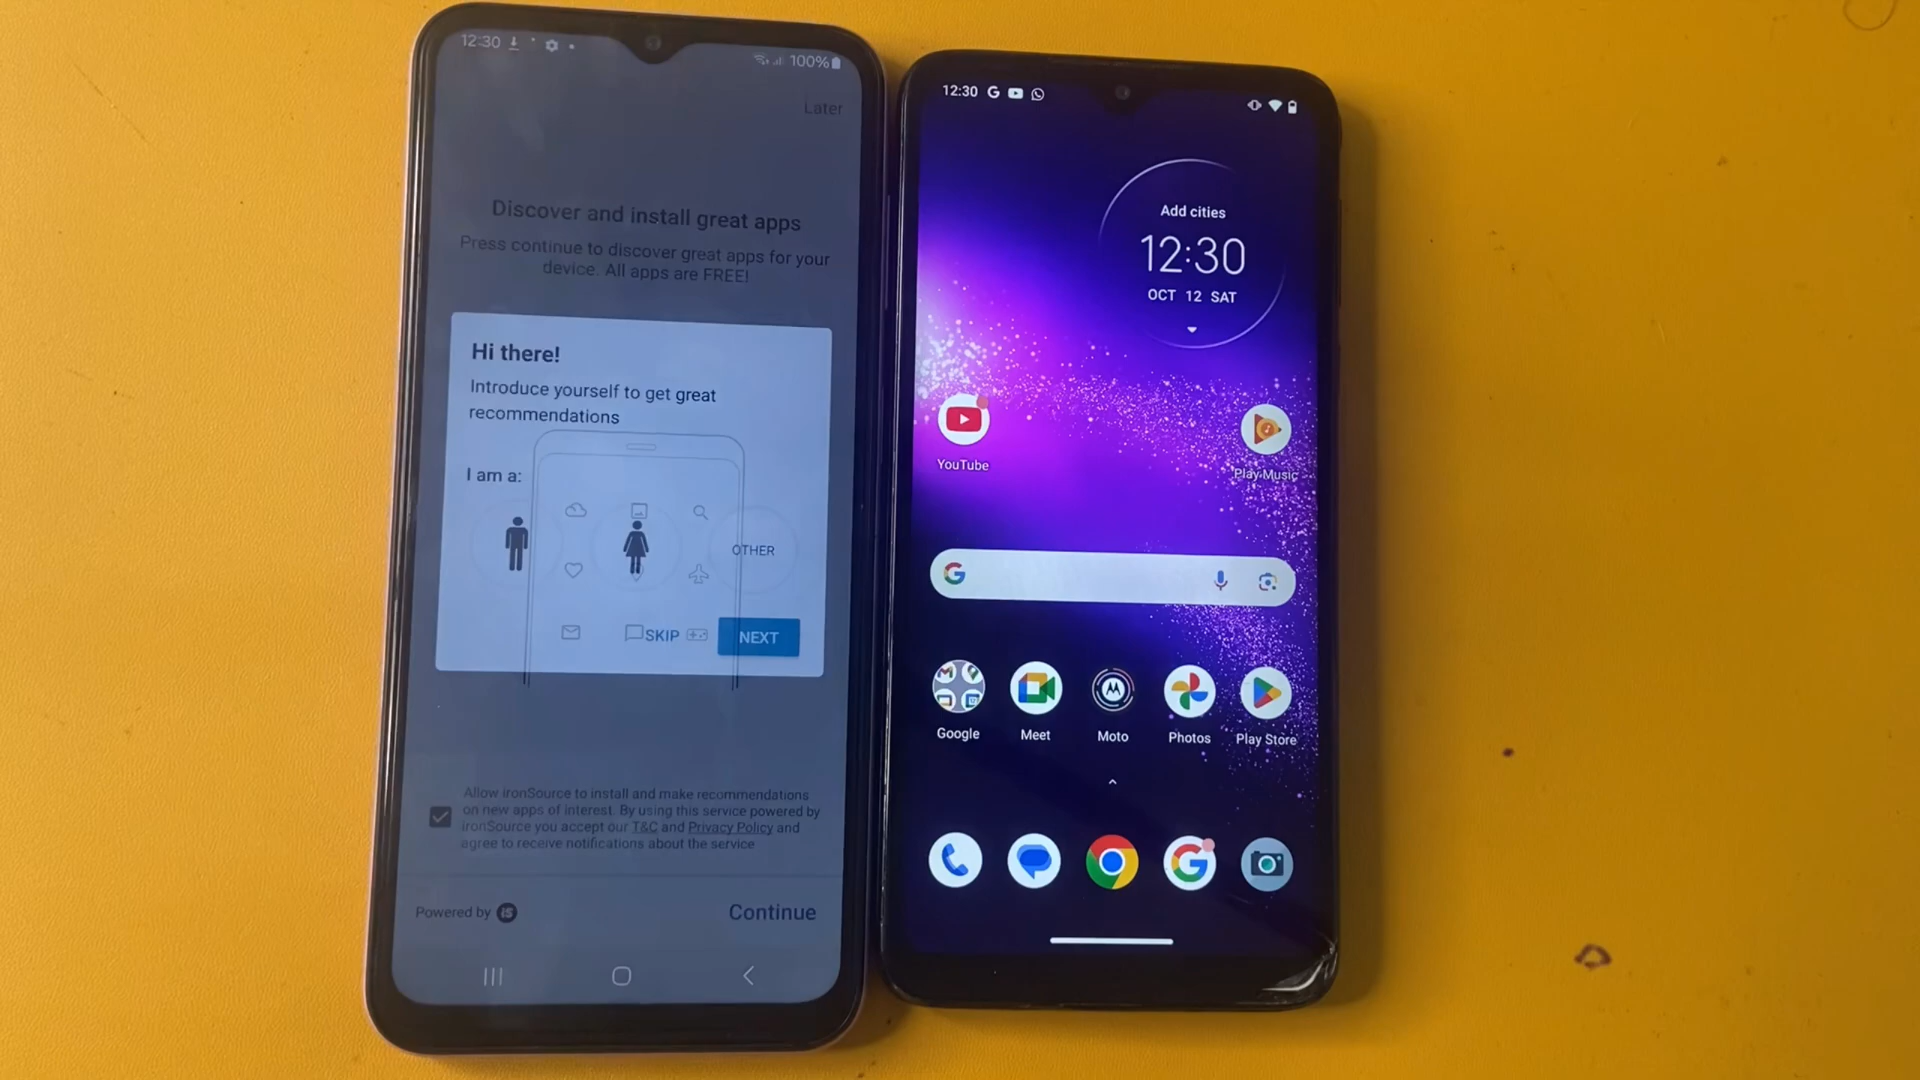 12:30
100%
Later
Discover and install great apps
Press continue to discover great apps for your
device. All apps are FREE!
Hi there!
Introduce yourself to get great
recommendations
I am a:
OTHER
SKIP
NEXT
Allow ironSource to install and make recommendations
on new apps of interest. By using this service powered by
ironSource you accept our T&C and Privacy Policy and
agree to receive notifications about the service
Powered by iS
Continue
12:30
Add cities
12:30
OCT 12 SAT
YouTube
Play Music
Google
Meet
Moto
Photos
Play Store